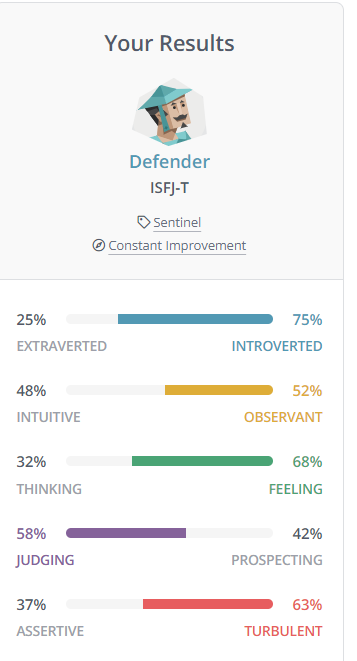 Your Results
Defender
ISFJ-T
Sentinel
Constant Improvement
25% 75%
EXTRAVERTED INTROVERTED
48% 52%
INTUITIVE OBSERVANT
32% 68%
THINKING FEELING
58% 42%
JUDGING PROSPECTING
37% 63%
ASSERTIVE TURBULENT